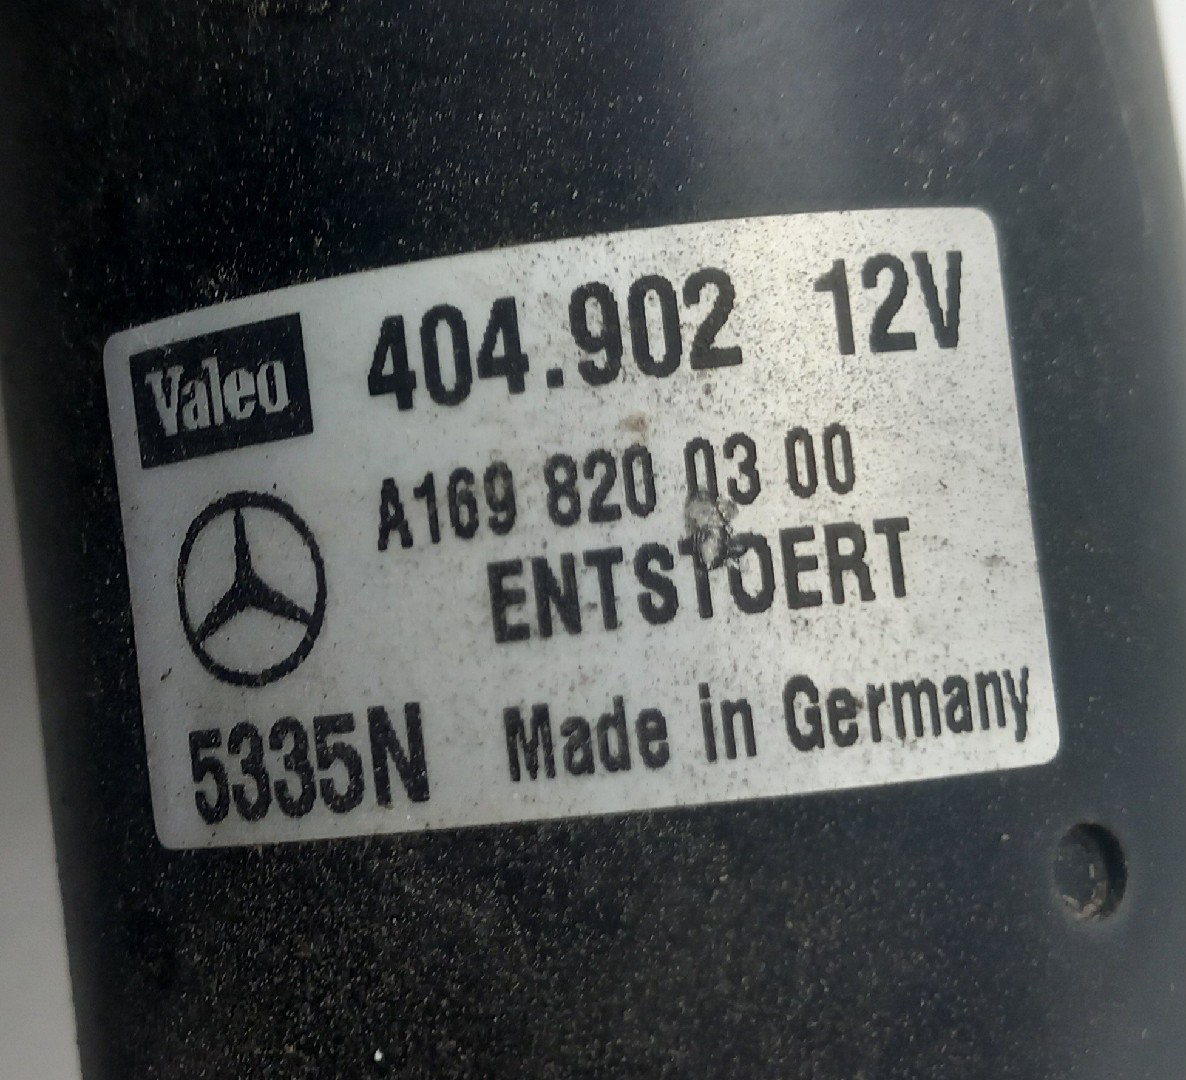 Valeo 404.902 12V
A169 820 03 00
ENTSTOERT
5335N Made in Germany